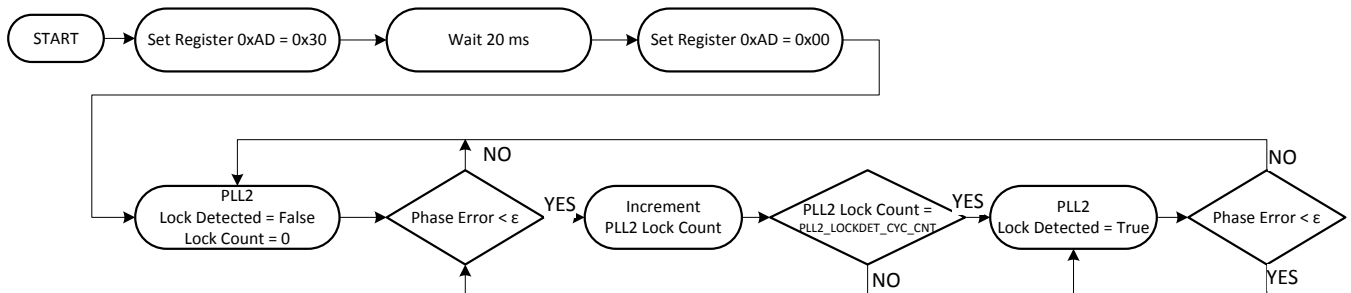 START
Set Register 0xAD = 0x30
Wait 20 ms
Set Register 0xAD = 0x00
NO
NO
PLL2
Lock Detected = False
Lock Count = 0
Phase Error < ε
YES
Increment
PLL2 Lock Count
PLL2 Lock Count =
PLL2_LOCKDET_CYC_CNT
YES
PLL2
Lock Detected = True
Phase Error < ε
NO
YES